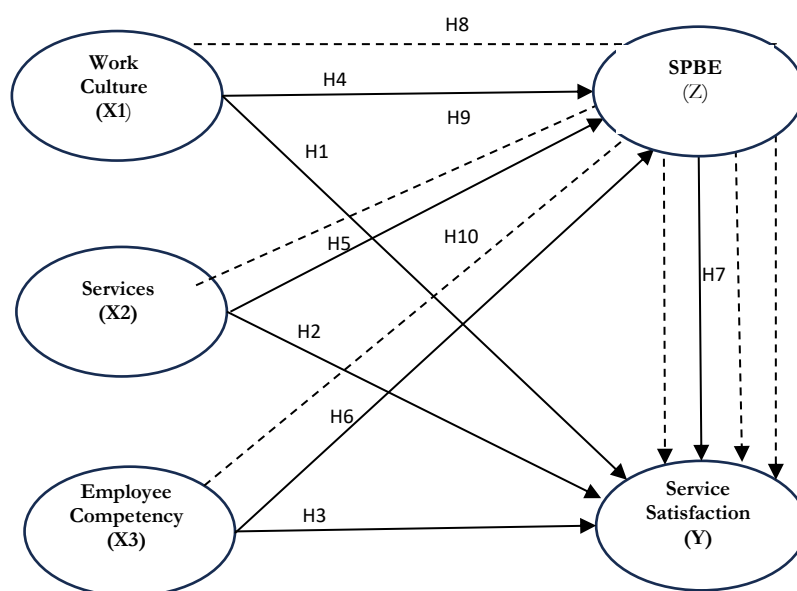 H8
Work
Culture
(X1)
SPBE
(Z)
H4
H9
H1
H5
H10
Services
(X2)
H7
H2
H6
Employee
Competency
(X3)
H3
Service
Satisfaction
(Y)